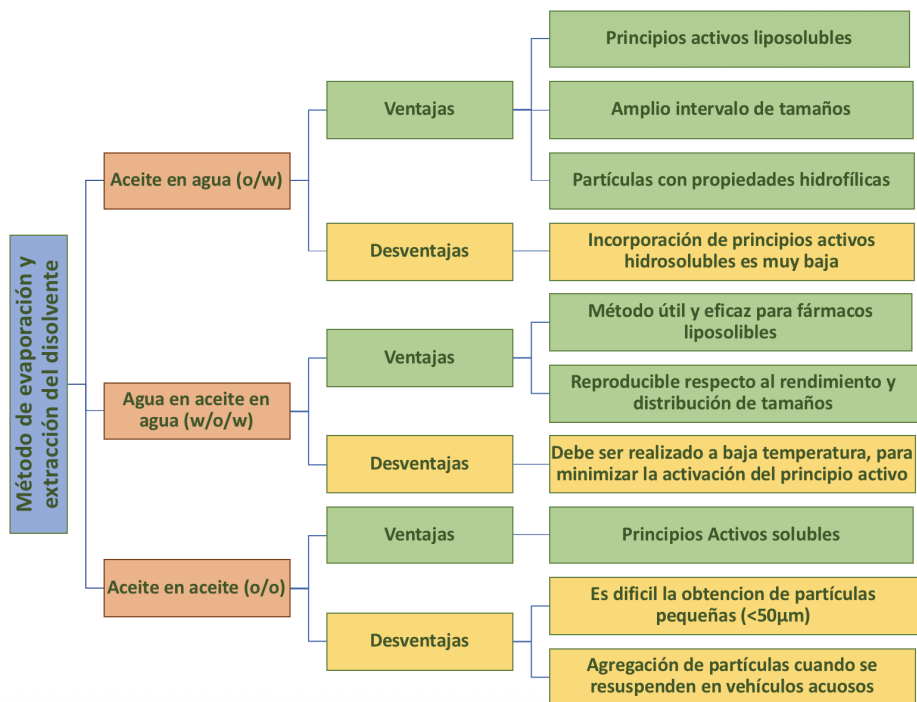 Método de evaporación y
extracción del disolvente
Aceite en agua (o/w)
Ventajas
Principios activos liposolubles
Amplio intervalo de tamaños
Partículas con propiedades hidrofílicas
Desventajas
Incorporación de principios activos
hidrosolubles es muy baja
Agua en aceite en
agua (w/o/w)
Ventajas
Método útil y eficaz para fármacos
liposolibles
Reproducible respecto al rendimiento y
distribución de tamaños
Desventajas
Debe ser realizado a baja temperatura, para
minimizar la activación del principio activo
Aceite en aceite (o/o)
Ventajas
Principios Activos solubles
Desventajas
Es dificil la obtencion de partículas
pequeñas (<50µm)
Agregación de partículas cuando se
resuspenden en vehículos acuosos